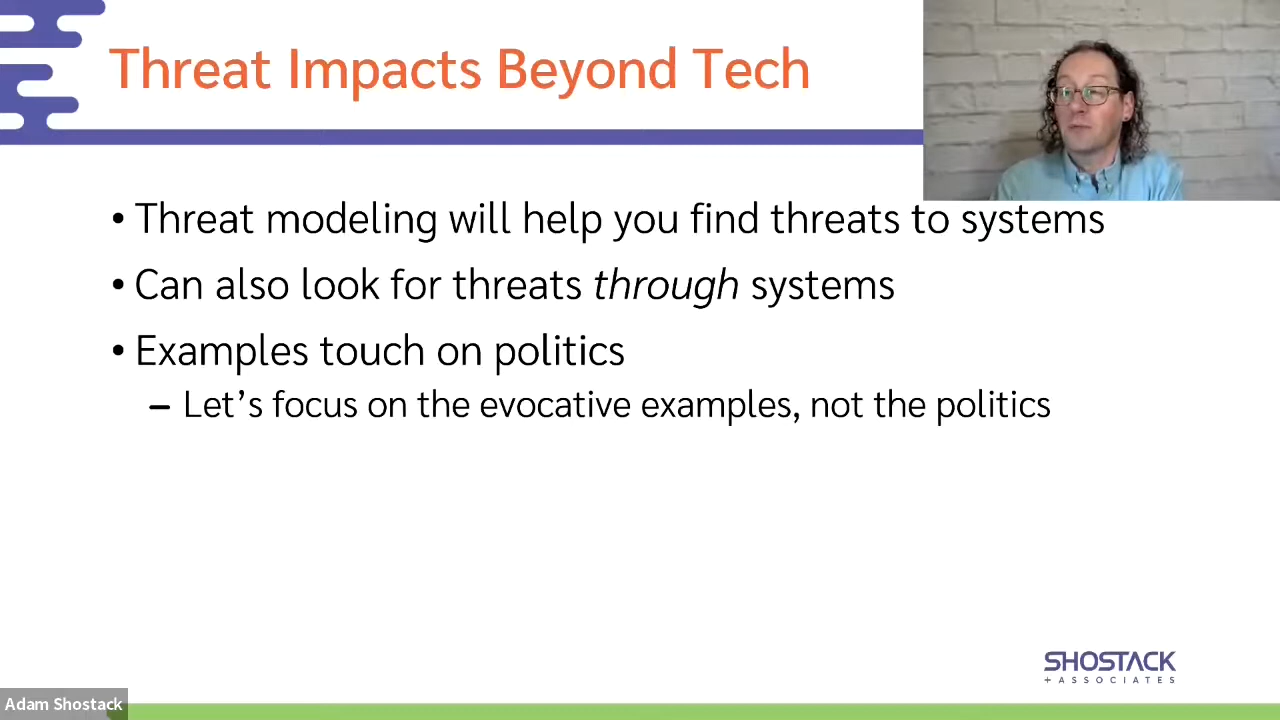 Threat Impacts Beyond Tech
• Threat modeling will help you find threats to systems
• Can also look for threats through systems
• Examples touch on politics
– Let's focus on the evocative examples, not the politics
SHOSTACK
+ ASSOCIATES
Adam Shostack